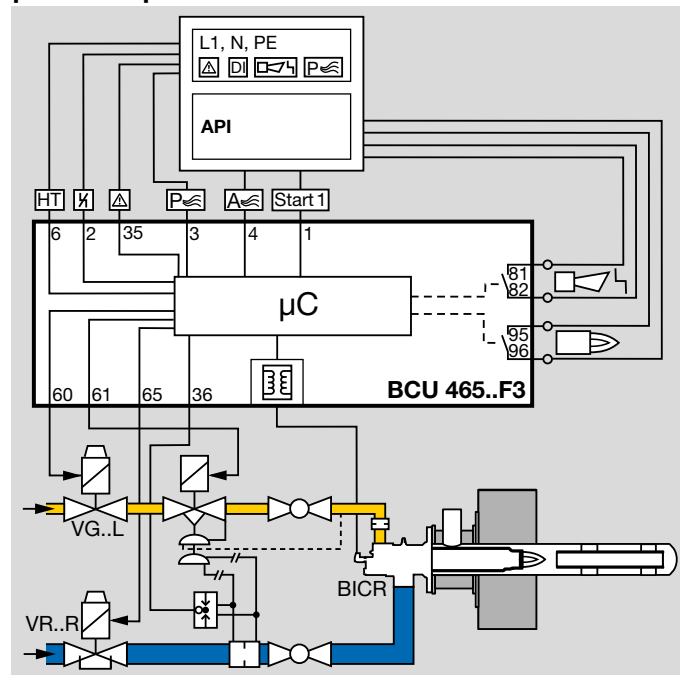 L1, N, PE
DI P
API
HT P A Start 1
6 2 35 3 4 1
81
82
µC
95
96
BCU 465..F3
60 61 65 36
VG..L
BICR
VR..R